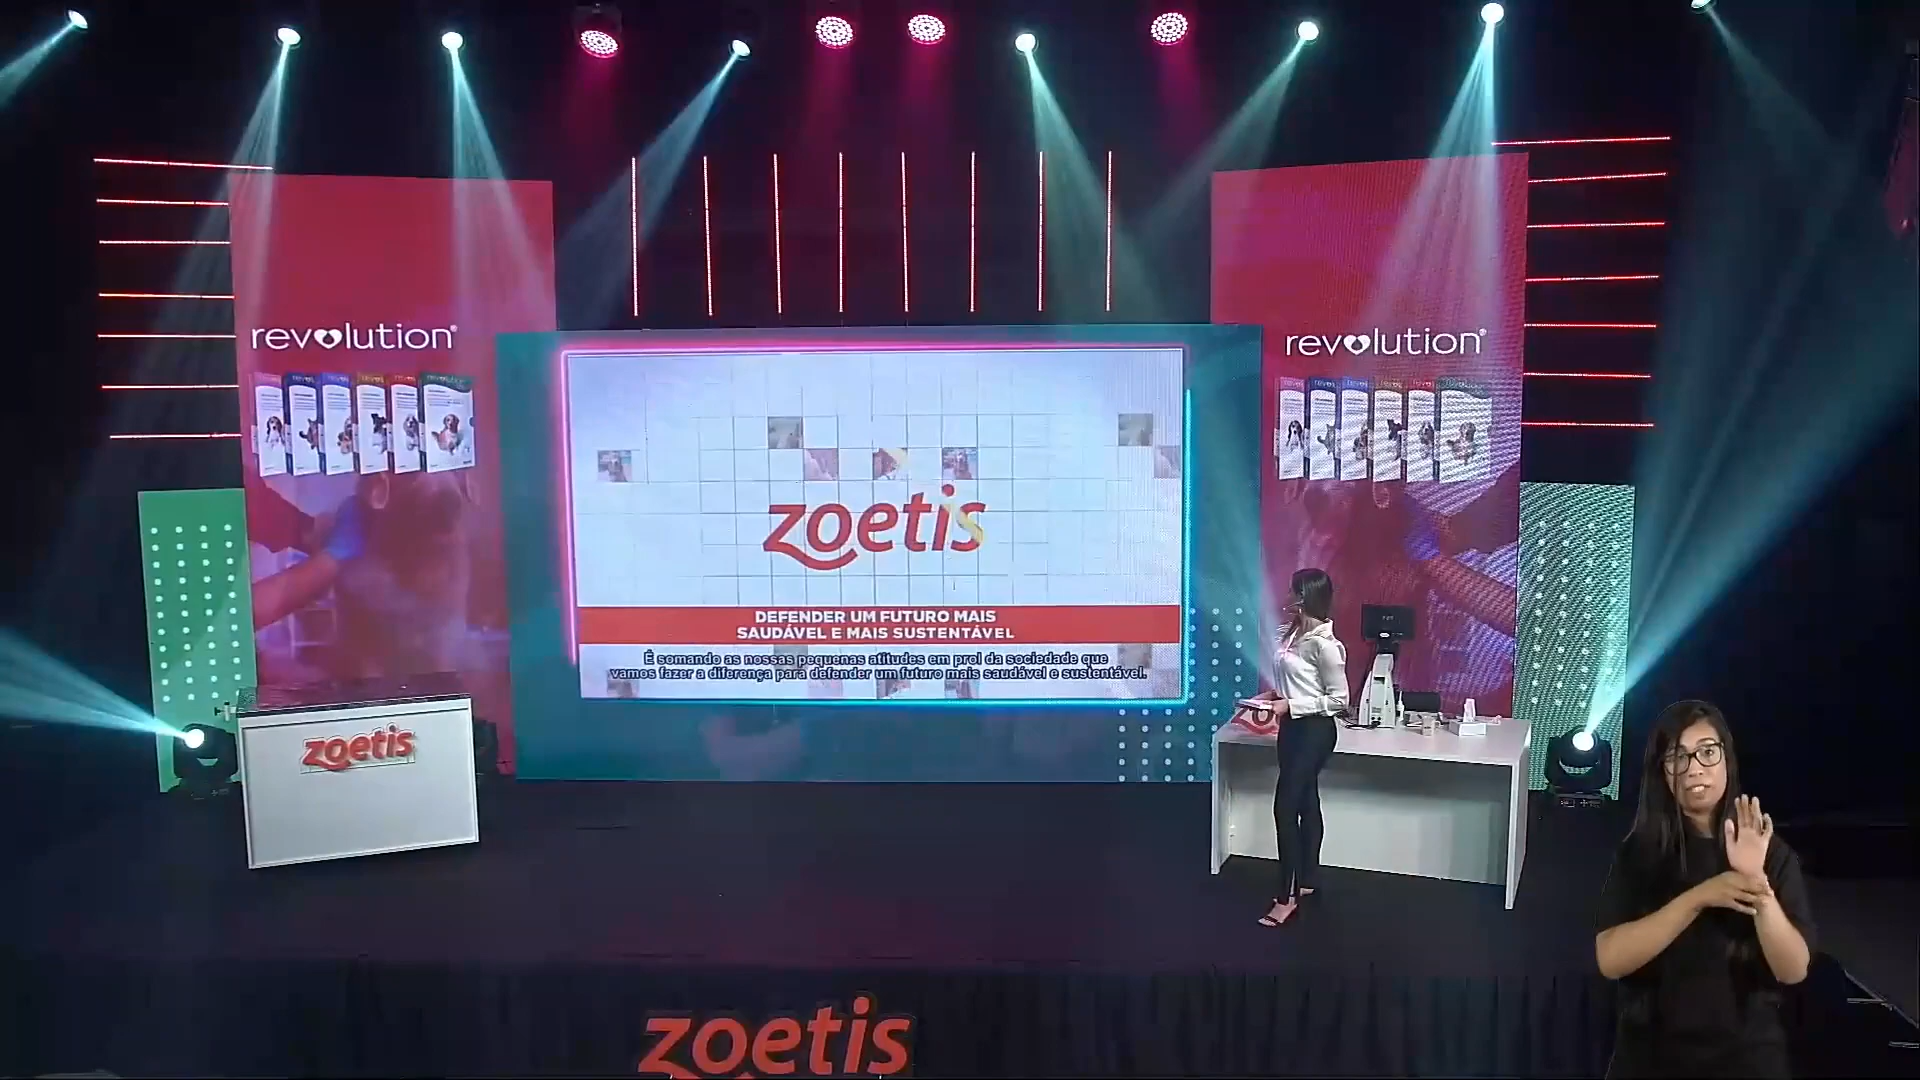 revolution®
revolution®
zoetis
DEFENDER UM FUTURO MAIS
SAUDÁVEL E MAIS SUSTENTÁVEL
É somando as nossas pequenas atitudes em prol da sociedade que
vamos fazer a diferença para defender um futuro mais saudável e sustentável.
zoetis
zoetis